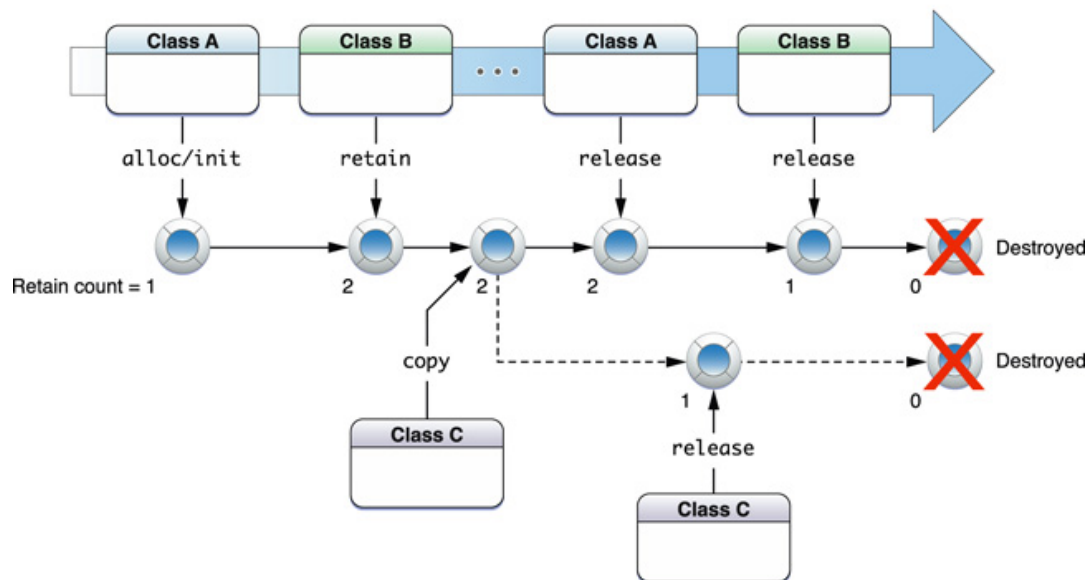 Class A
Class B
• • •
Class A
Class B
alloc/init
retain
release
release
Destroyed
Retain count = 1
2
2
2
1
0
copy
Destroyed
1
0
Class C
release
Class C